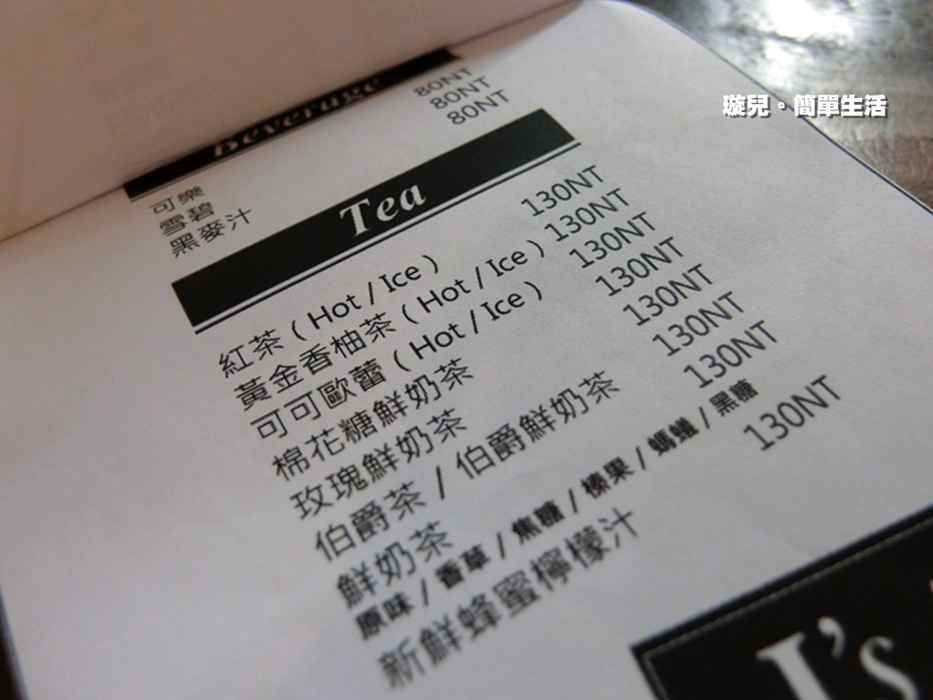 璇兒。簡單生活
Beverage
可樂 80NT
雪碧 80NT
黑麥汁 80NT
Tea
紅茶 ( Hot / Ice ) 130NT
黃金香柚茶 ( Hot / Ice ) 130NT
可可歐蕾 ( Hot / Ice ) 130NT
棉花糖鮮奶茶 130NT
玫瑰鮮奶茶 130NT
伯爵茶 / 伯爵鮮奶茶 130NT
鮮奶茶 130NT
原味 / 香草 / 焦糖 / 榛果 / 螞蟻 / 黑糖
新鮮蜂蜜檸檬汁 130NT
I's